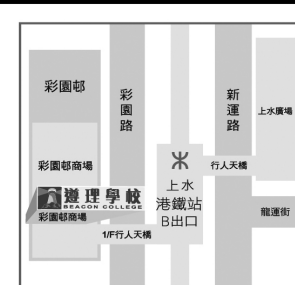 彩園邨
彩園路
新運路
上水廣場
彩園邨商場
行人天橋
上水
港鐵站
B出口
遵理學校
BEACON COLLEGE
彩園邨商場
龍運街
1/F行人天橋